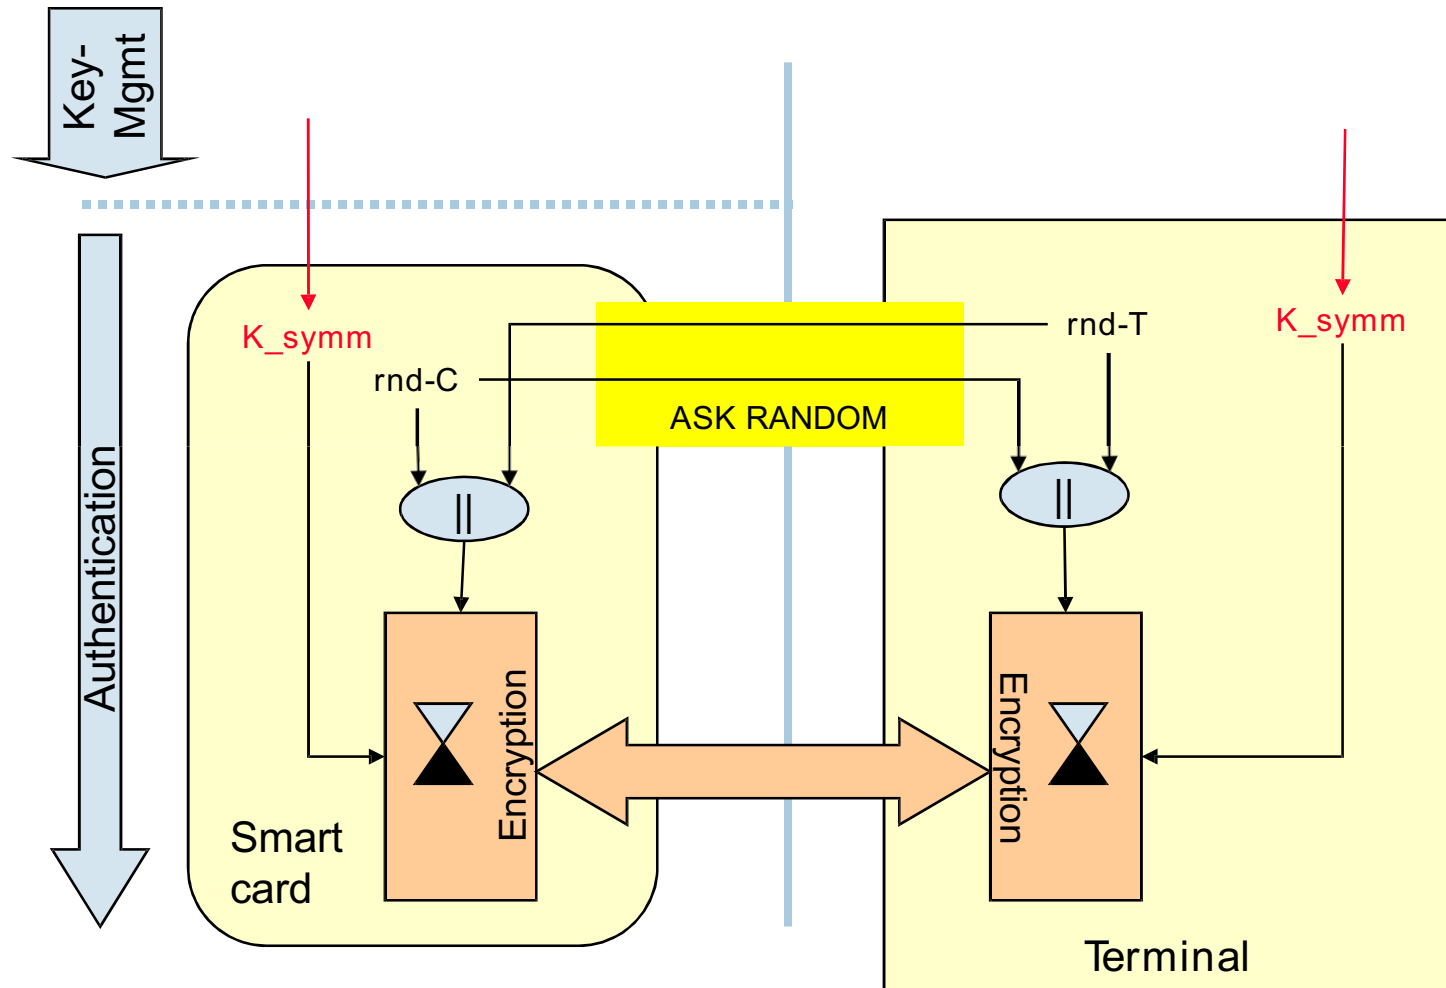 Key-
Mgmt
K_symm
rnd-T
K_symm
rnd-C
ASK RANDOM
||
||
Authentication
Encryption
Encryption
Smart
card
Terminal